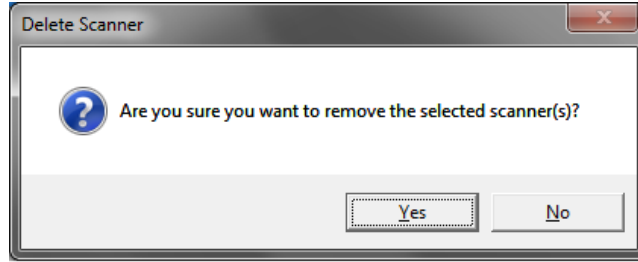 Delete Scanner
Are you sure you want to remove the selected scanner(s)?
Yes
No